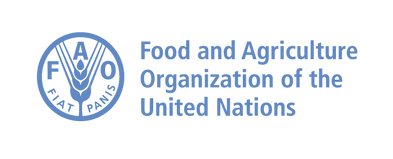 F A O
FIAT PANIS
Food and Agriculture
Organization of the
United Nations